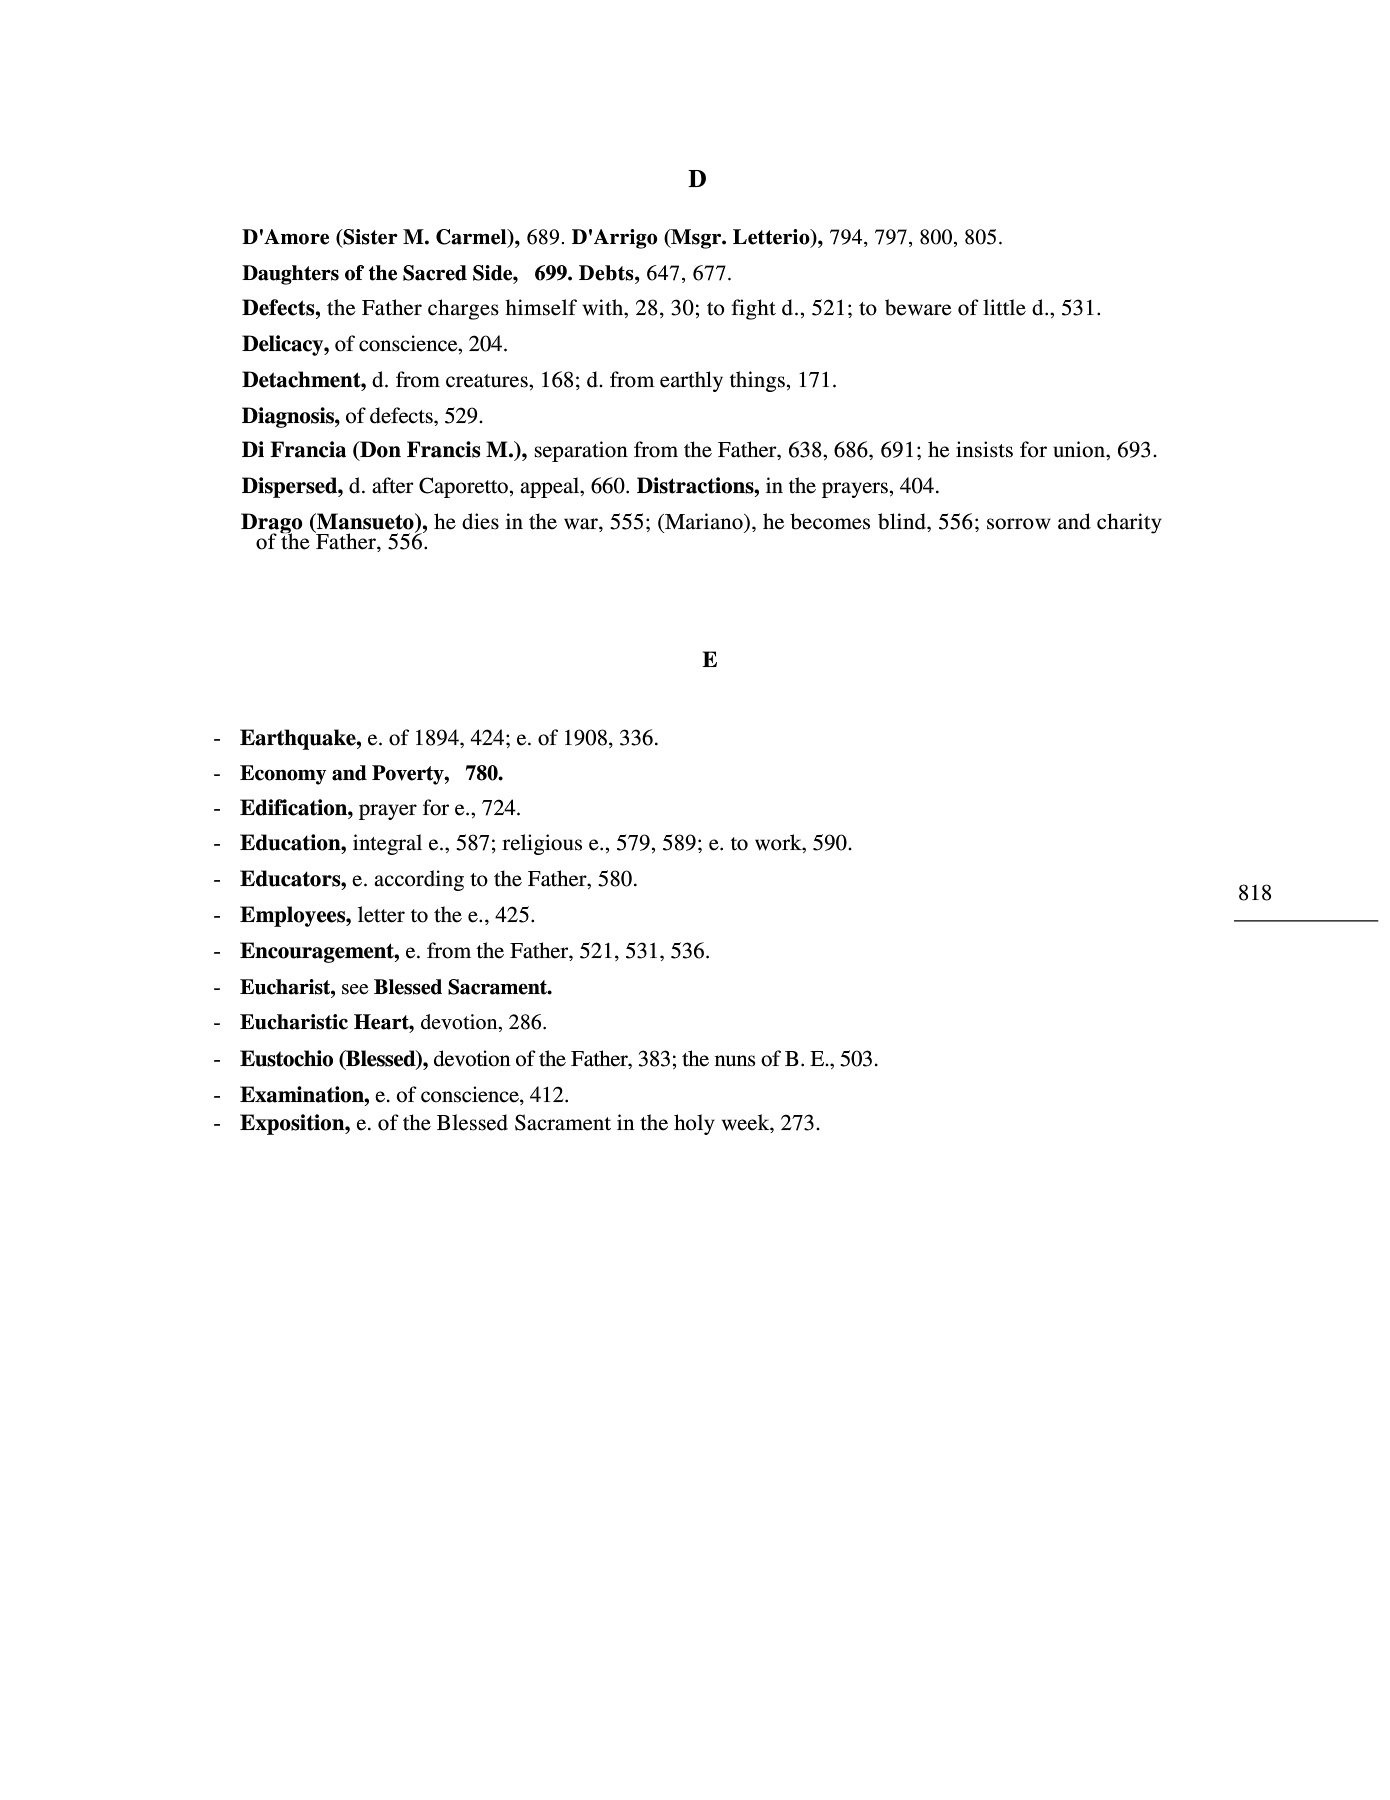 D
D'Amore (Sister M. Carmel), 689. D'Arrigo (Msgr. Letterio), 794, 797, 800, 805.
Daughters of the Sacred Side, 699. Debts, 647, 677.
Defects, the Father charges himself with, 28, 30; to fight d., 521; to beware of little d., 531.
Delicacy, of conscience, 204.
Detachment, d. from creatures, 168; d. from earthly things, 171.
Diagnosis, of defects, 529.
Di Francia (Don Francis M.), separation from the Father, 638, 686, 691; he insists for union, 693.
Dispersed, d. after Caporetto, appeal, 660. Distractions, in the prayers, 404.
Drago (Mansueto), he dies in the war, 555; (Mariano), he becomes blind, 556; sorrow and charity
of the Father, 556.
E
- Earthquake, e. of 1894, 424; e. of 1908, 336.
- Economy and Poverty, 780.
- Edification, prayer for e., 724.
- Education, integral e., 587; religious e., 579, 589; e. to work, 590.
- Educators, e. according to the Father, 580.
818
- Employees, letter to the e., 425.
- Encouragement, e. from the Father, 521, 531, 536.
- Eucharist, see Blessed Sacrament.
- Eucharistic Heart, devotion, 286.
- Eustochio (Blessed), devotion of the Father, 383; the nuns of B. E., 503.
- Examination, e. of conscience, 412.
- Exposition, e. of the Blessed Sacrament in the holy week, 273.